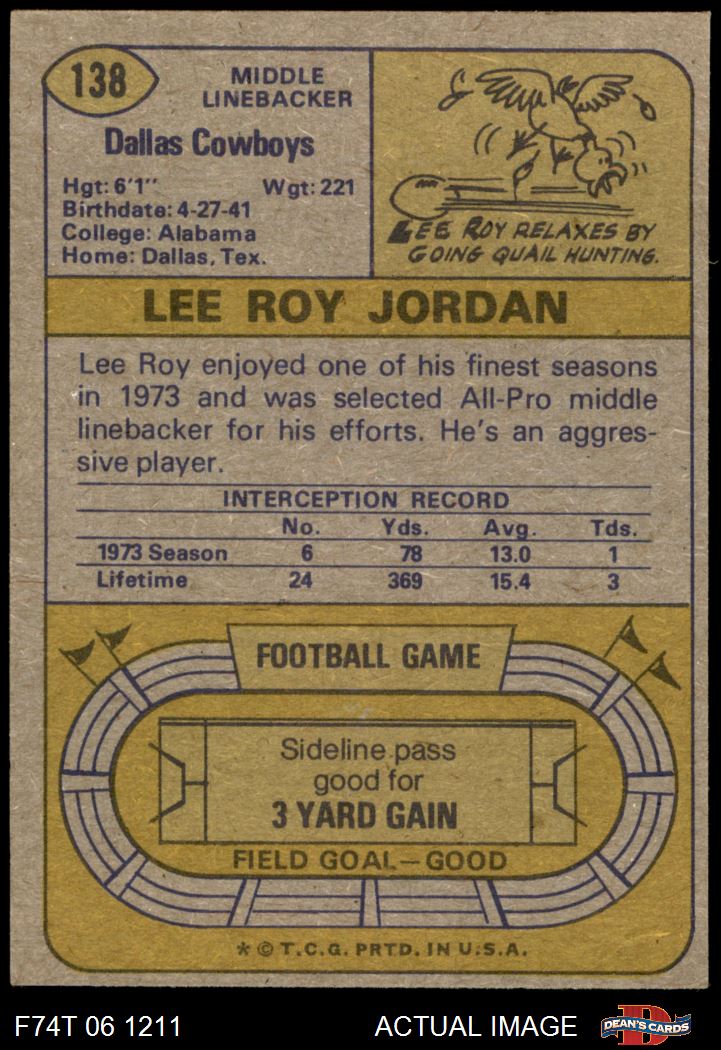 138
MIDDLE
LINEBACKER
Dallas Cowboys
Hgt: 6'1" Wgt: 221
Birthdate: 4-27-41
College: Alabama
Home: Dallas, Tex.
LEE ROY RELAXES BY
GOING QUAIL HUNTING.
LEE ROY JORDAN
Lee Roy enjoyed one of his finest seasons
in 1973 and was selected All-Pro middle
linebacker for his efforts. He's an aggres-
sive player.
INTERCEPTION RECORD
No. Yds. Avg. Tds.
1973 Season 6 78 13.0 1
Lifetime 24 369 15.4 3
FOOTBALL GAME
Sideline pass
good for
3 YARD GAIN
FIELD GOAL—GOOD
* © T.C.G. PRTD. IN U.S.A.
F74T 06 1211 ACTUAL IMAGE
DEAN'S CARDS